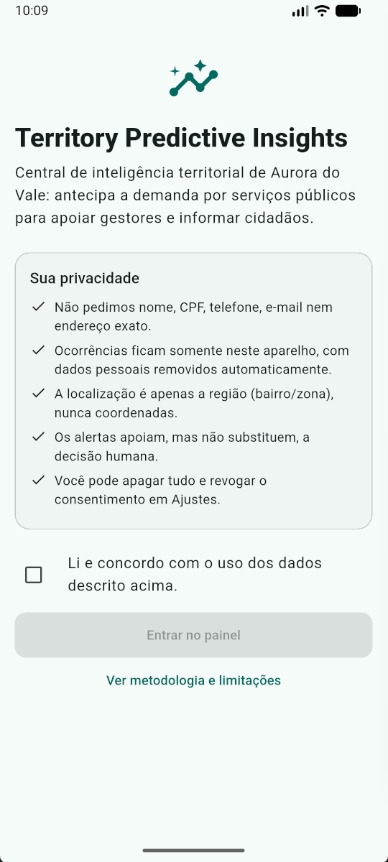 10:09
Territory Predictive Insights
Central de inteligência territorial de Aurora do
Vale: antecipa a demanda por serviços públicos
para apoiar gestores e informar cidadãos.
Sua privacidade
Não pedimos nome, CPF, telefone, e-mail nem
endereço exato.
Ocorrências ficam somente neste aparelho, com
dados pessoais removidos automaticamente.
A localização é apenas a região (bairro/zona),
nunca coordenadas.
Os alertas apoiam, mas não substituem, a
decisão humana.
Você pode apagar tudo e revogar o
consentimento em Ajustes.
Li e concordo com o uso dos dados
descrito acima.
Entrar no painel
Ver metodologia e limitações